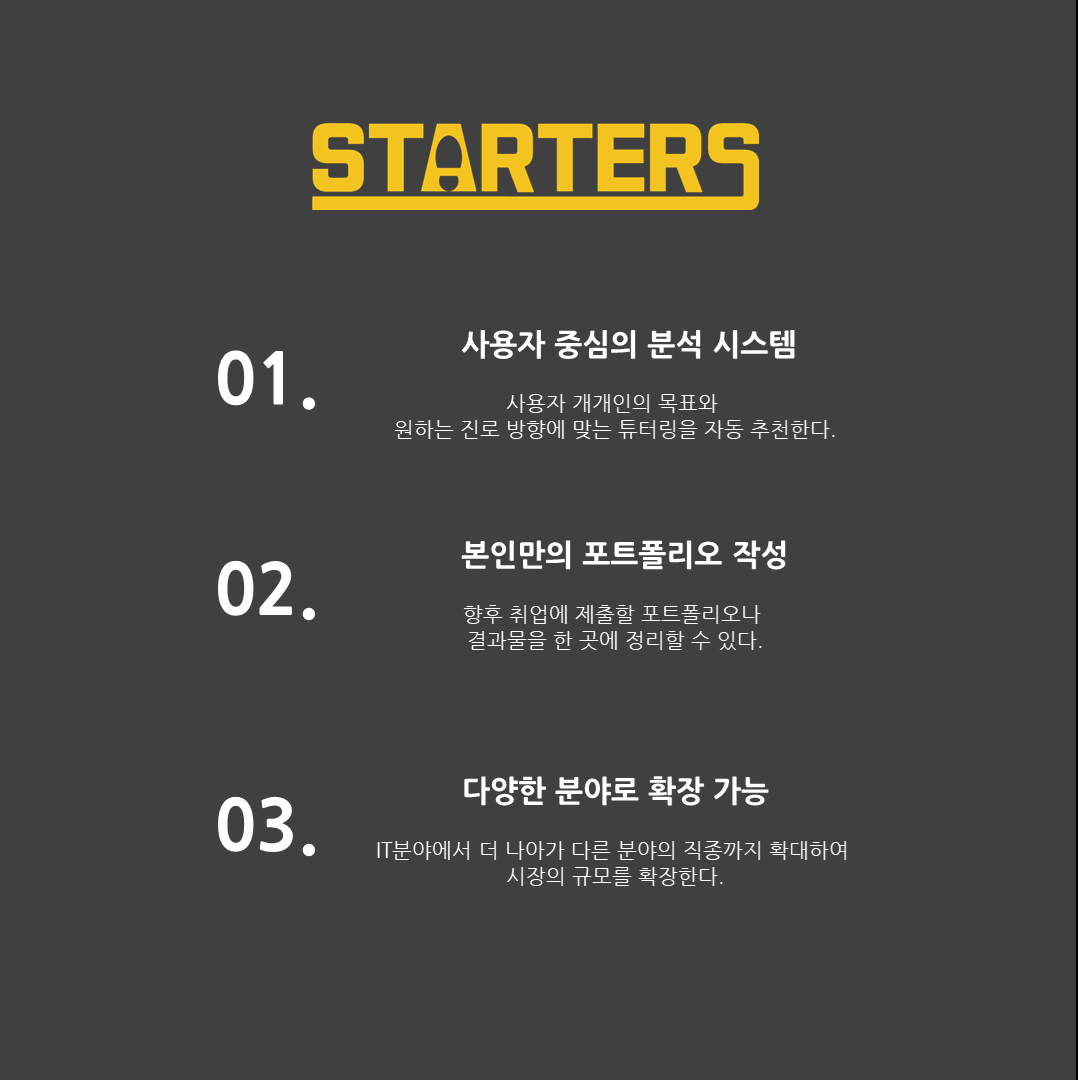 STARTERS
01.
사용자 중심의 분석 시스템
사용자 개개인의 목표와
원하는 진로 방향에 맞는 튜터링을 자동 추천한다.
02.
본인만의 포트폴리오 작성
향후 취업에 제출할 포트폴리오나
결과물을 한 곳에 정리할 수 있다.
03.
다양한 분야로 확장 가능
IT분야에서 더 나아가 다른 분야의 직종까지 확대하여
시장의 규모를 확장한다.